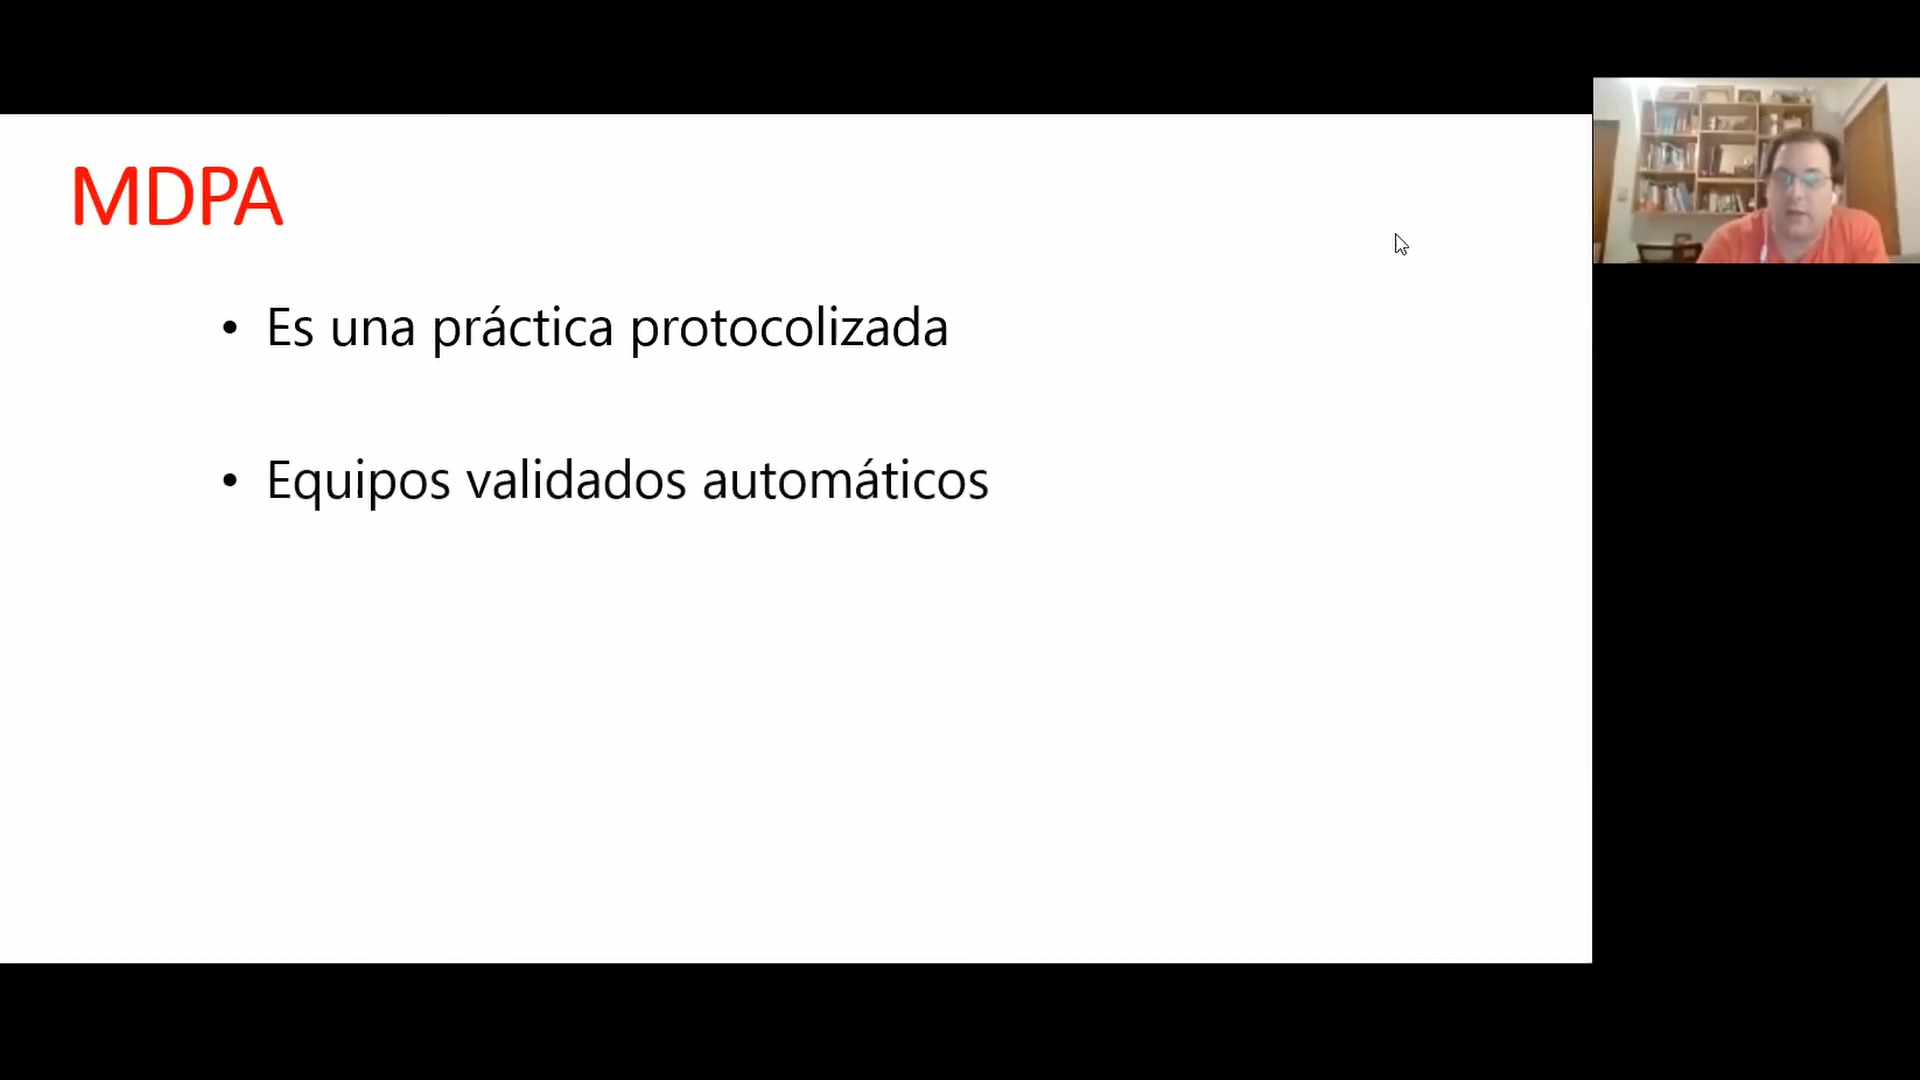 MDPA
• Es una práctica protocolizada
• Equipos validados automáticos